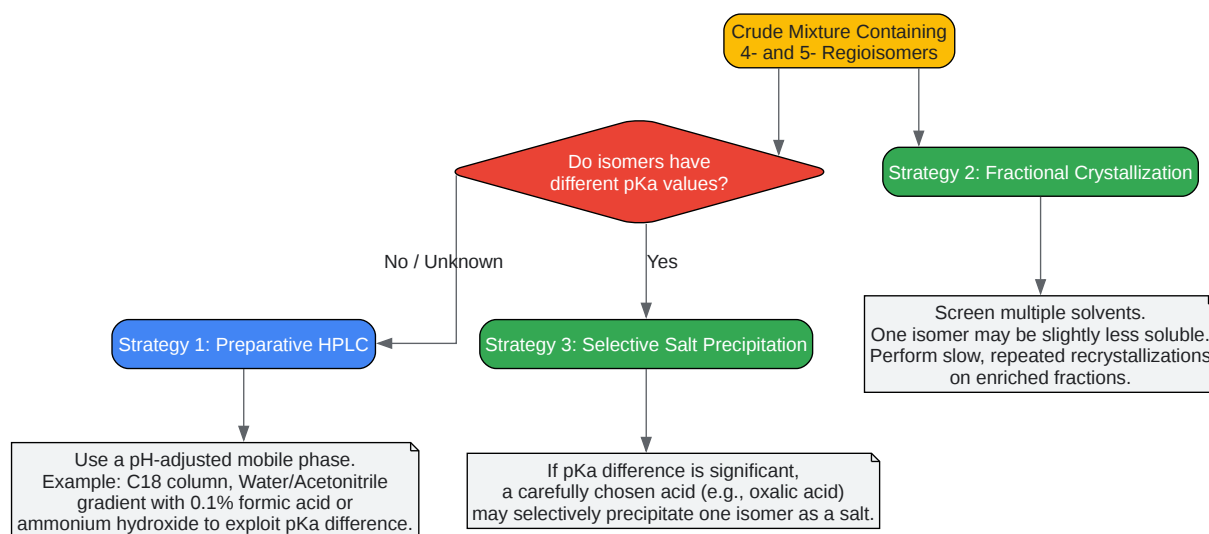 Crude Mixture Containing
4- and 5- Regioisomers
Do isomers have
different pKa values?
Strategy 2: Fractional Crystallization
No / Unknown
Yes
Strategy 1: Preparative HPLC
Strategy 3: Selective Salt Precipitation
Screen multiple solvents.
One isomer may be slightly less soluble.
Perform slow, repeated recrystallizations
on enriched fractions.
Use a pH-adjusted mobile phase.
Example: C18 column, Water/Acetonitrile
gradient with 0.1% formic acid or
ammonium hydroxide to exploit pKa difference.
If pKa difference is significant,
a carefully chosen acid (e.g., oxalic acid)
may selectively precipitate one isomer as a salt.